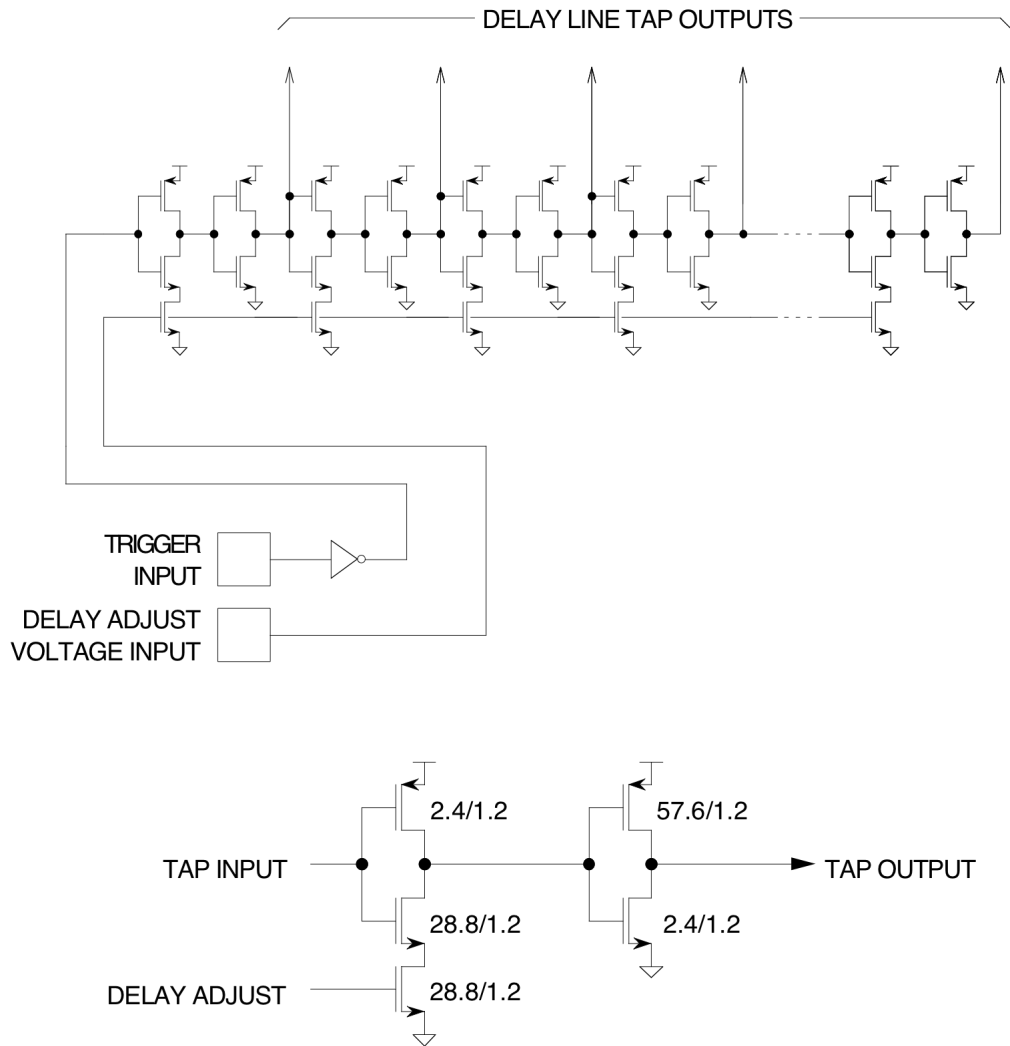 DELAY LINE TAP OUTPUTS
TRIGGER
INPUT
DELAY ADJUST
VOLTAGE INPUT
2.4/1.2
57.6/1.2
TAP INPUT
TAP OUTPUT
28.8/1.2
2.4/1.2
DELAY ADJUST
28.8/1.2